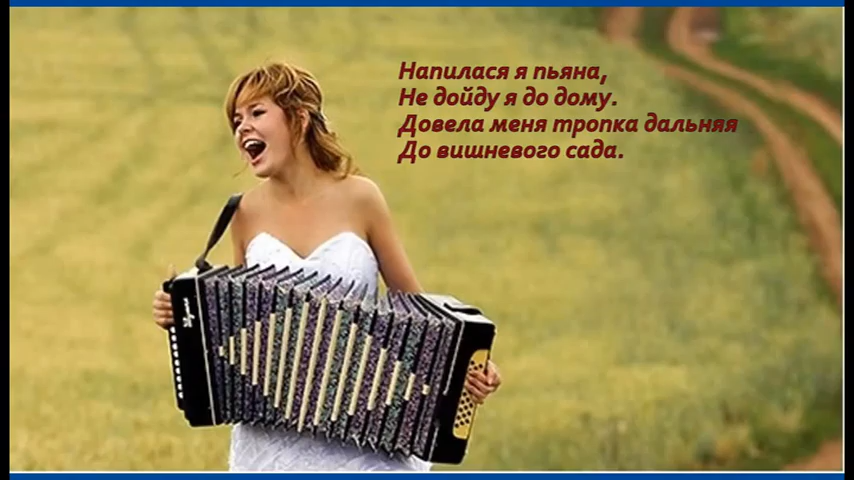 Напилася я пьяна,
Не дойду я до дому.
Довела меня тропка дальняя
До вишневого сада.